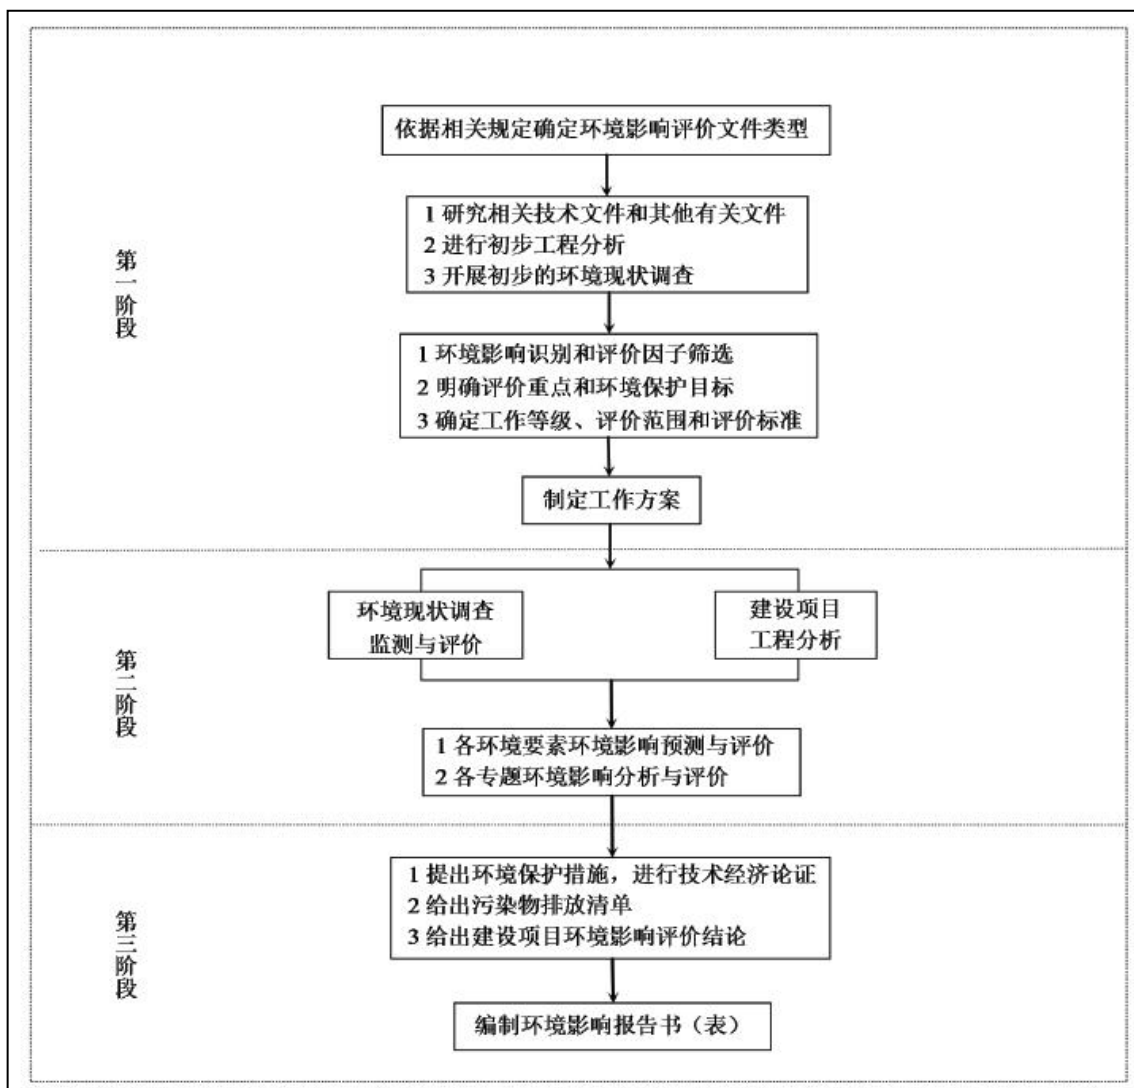 依据相关规定确定环境影响评价文件类型
1 研究相关技术文件和其他有关文件
2 进行初步工程分析
3 开展初步的环境现状调查
第一阶段
1 环境影响识别和评价因子筛选
2 明确评价重点和环境保护目标
3 确定工作等级、评价范围和评价标准
制定工作方案
环境现状调查
监测与评价
建设项目
工程分析
第二阶段
1 各环境要素环境影响预测与评价
2 各专题环境影响分析与评价
1 提出环境保护措施，进行技术经济论证
2 给出污染物排放清单
3 给出建设项目环境影响评价结论
第三阶段
编制环境影响报告书（表）